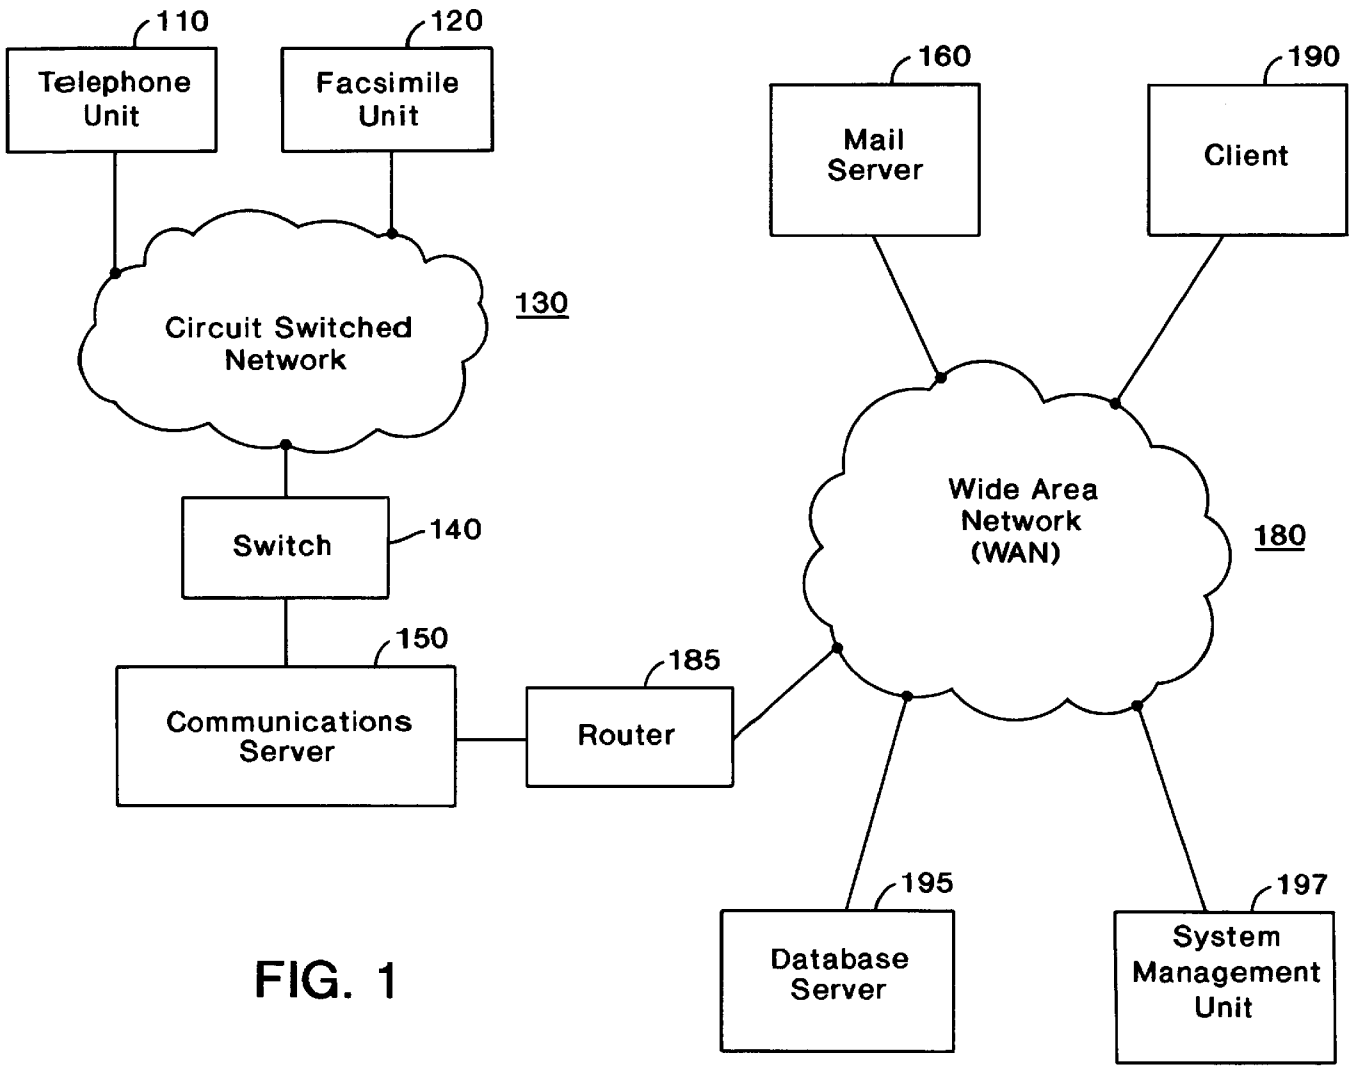 110
Telephone
Unit
120
Facsimile
Unit
160
Mail
Server
190
Client
130
Circuit Switched
Network
140
Switch
150
Communications
Server
185
Router
Wide Area
Network
(WAN)
180
195
Database
Server
197
System
Management
Unit
FIG. 1